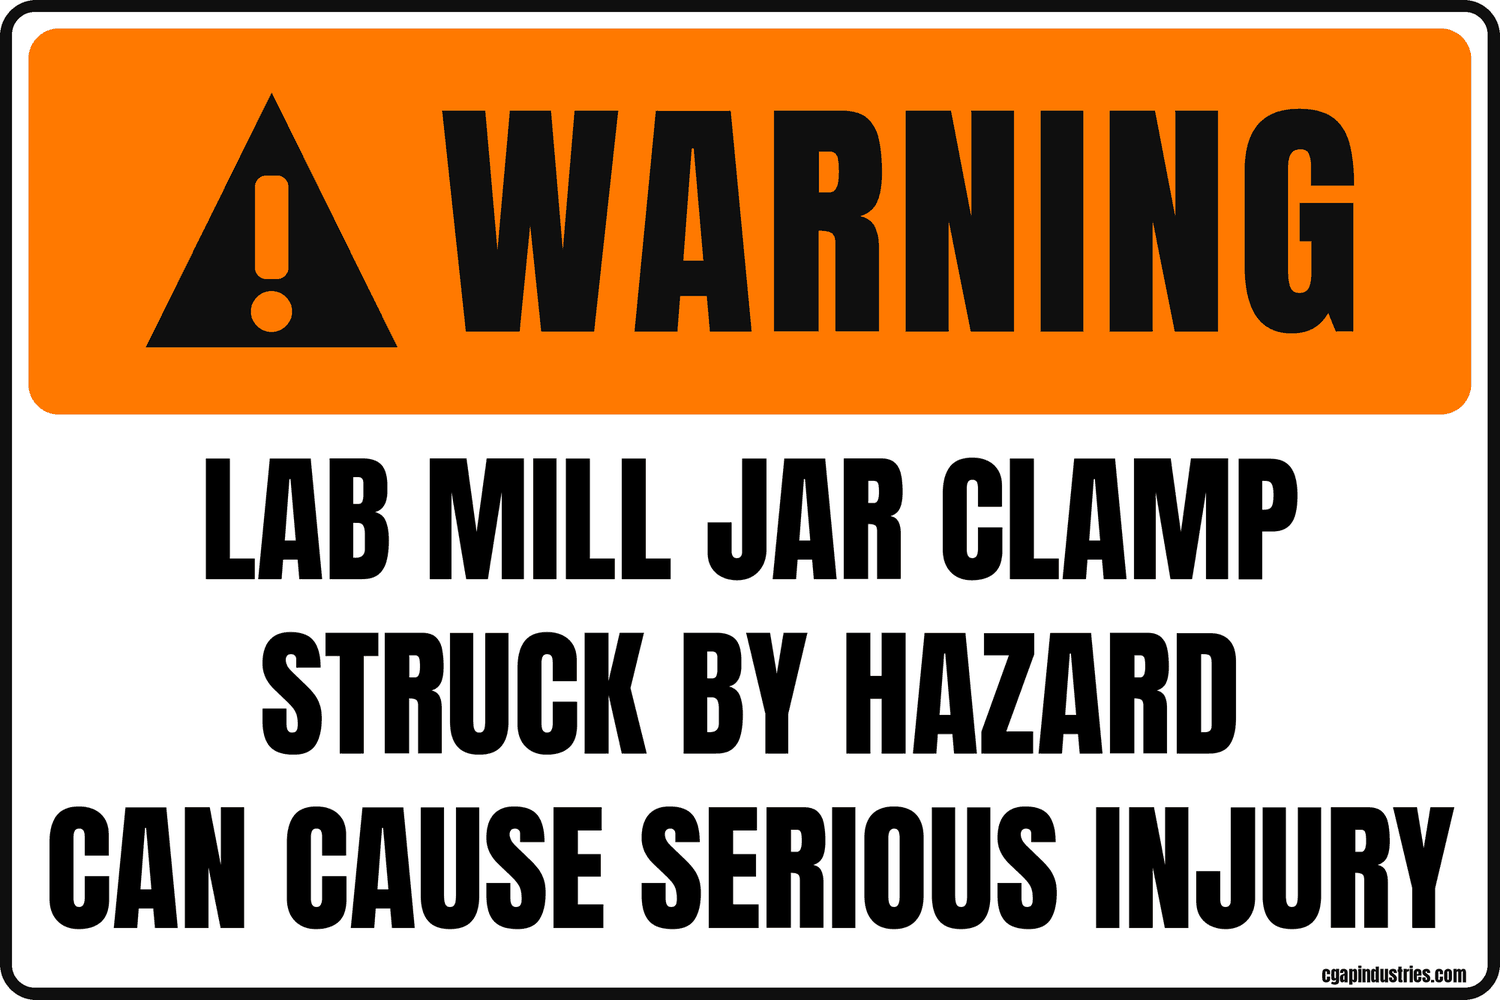 WARNING
LAB MILL JAR CLAMP
STRUCK BY HAZARD
CAN CAUSE SERIOUS INJURY
cgapindustries.com